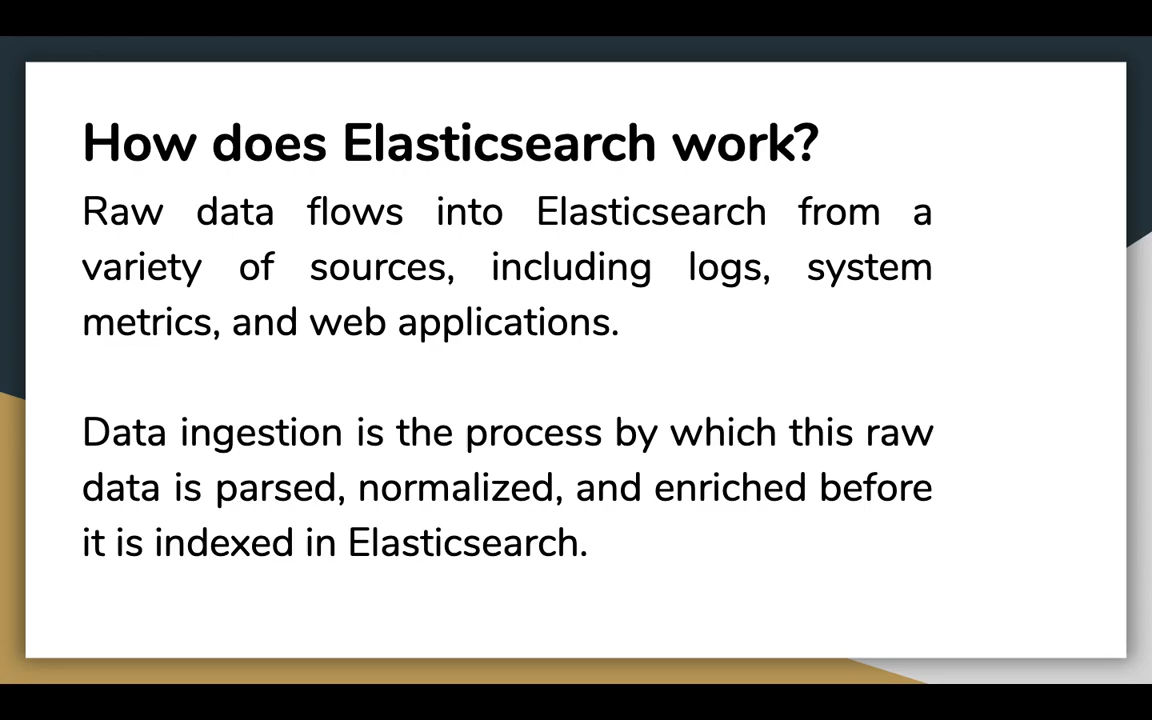 How does Elasticsearch work?
Raw data flows into Elasticsearch from a
variety of sources, including logs, system
metrics, and web applications.
Data ingestion is the process by which this raw
data is parsed, normalized, and enriched before
it is indexed in Elasticsearch.